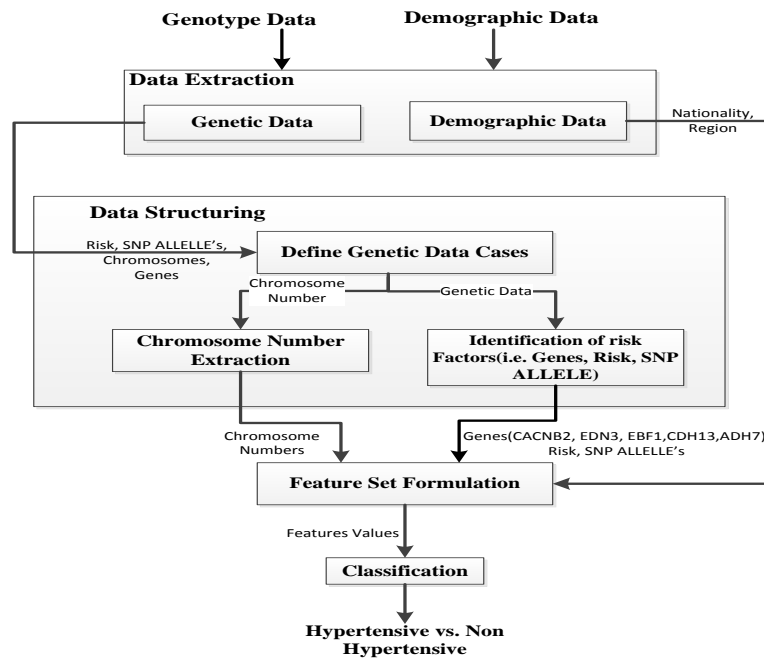 Genotype Data
Demographic Data
Data Extraction
Genetic Data
Demographic Data
Nationality,
Region
Data Structuring
Risk, SNP ALLELLE's,
Chromosomes,
Genes
Define Genetic Data Cases
Chromosome
Number
Genetic Data
Chromosome Number
Extraction
Identification of risk
Factors(i.e. Genes, Risk, SNP
ALLELE)
Chromosome
Numbers
Genes(CACNB2, EDN3, EBF1,CDH13,ADH7)
Risk, SNP ALLELLE's
Feature Set Formulation
Features Values
Classification
Hypertensive vs. Non
Hypertensive